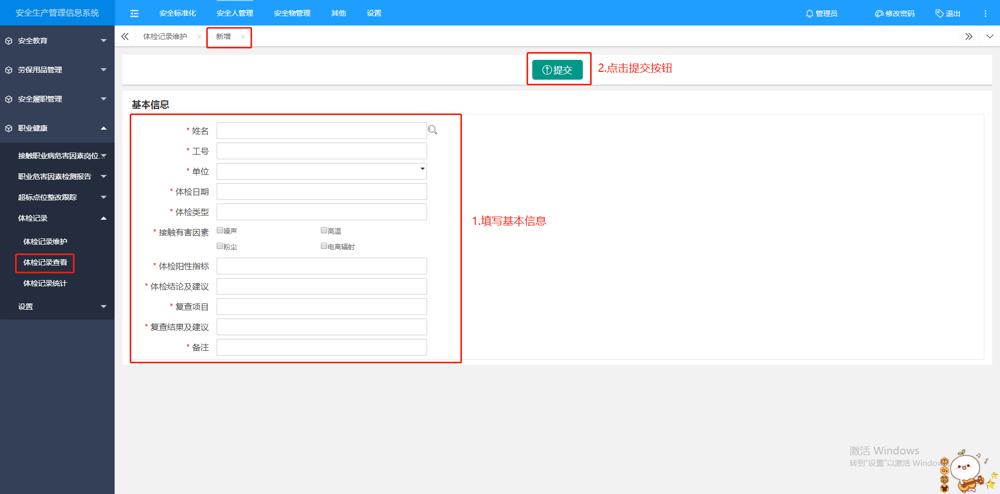 安全生产管理信息系统
安全标准化
安全人管理
安全物管理
其他
设置
管理员
修改密码
退出
体检记录维护
新增
安全教育
劳保用品管理
安全履职管理
职业健康
接触职业病危害因素岗位...
职业危害因素检测报告
超标点位整改跟踪
体检记录
体检记录维护
体检记录查看
体检记录统计
设置
提交
2.点击提交按钮
基本信息
* 姓名
* 工号
* 单位
* 体检日期
* 体检类型
* 接触有害因素
噪声
高温
粉尘
电离辐射
* 体检阳性指标
* 体检结论及建议
* 复查项目
* 复查结果及建议
* 备注
1.填写基本信息
激活 Windows
转到“设置”以激活 Window
中
简